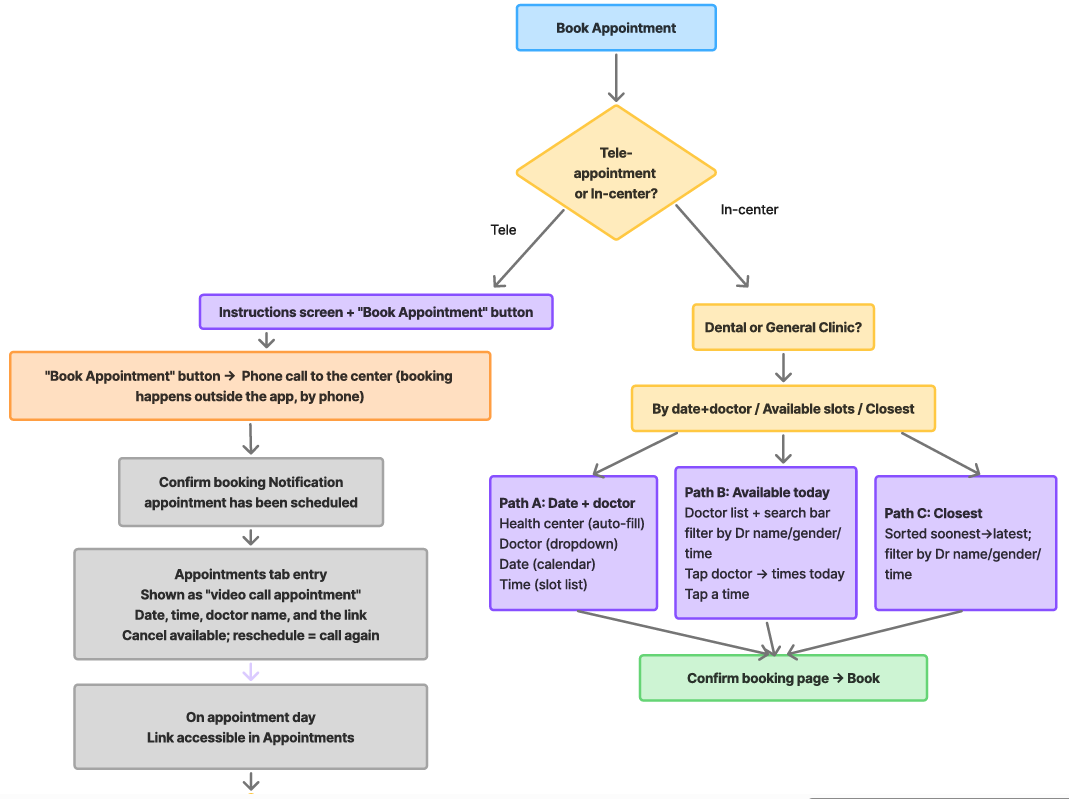 Book Appointment
Tele-
appointment
or In-center?
Tele
In-center
Instructions screen + "Book Appointment" button
"Book Appointment" button → Phone call to the center (booking
happens outside the app, by phone)
Confirm booking Notification
appointment has been scheduled
Appointments tab entry
Shown as "video call appointment"
Date, time, doctor name, and the link
Cancel available; reschedule = call again
On appointment day
Link accessible in Appointments
Dental or General Clinic?
By date+doctor / Available slots / Closest
Path A: Date + doctor
Health center (auto-fill)
Doctor (dropdown)
Date (calendar)
Time (slot list)
Path B: Available today
Doctor list + search bar
filter by Dr name/gender/
time
Tap doctor → times today
Tap a time
Path C: Closest
Sorted soonest→latest;
filter by Dr name/gender/
time
Confirm booking page → Book